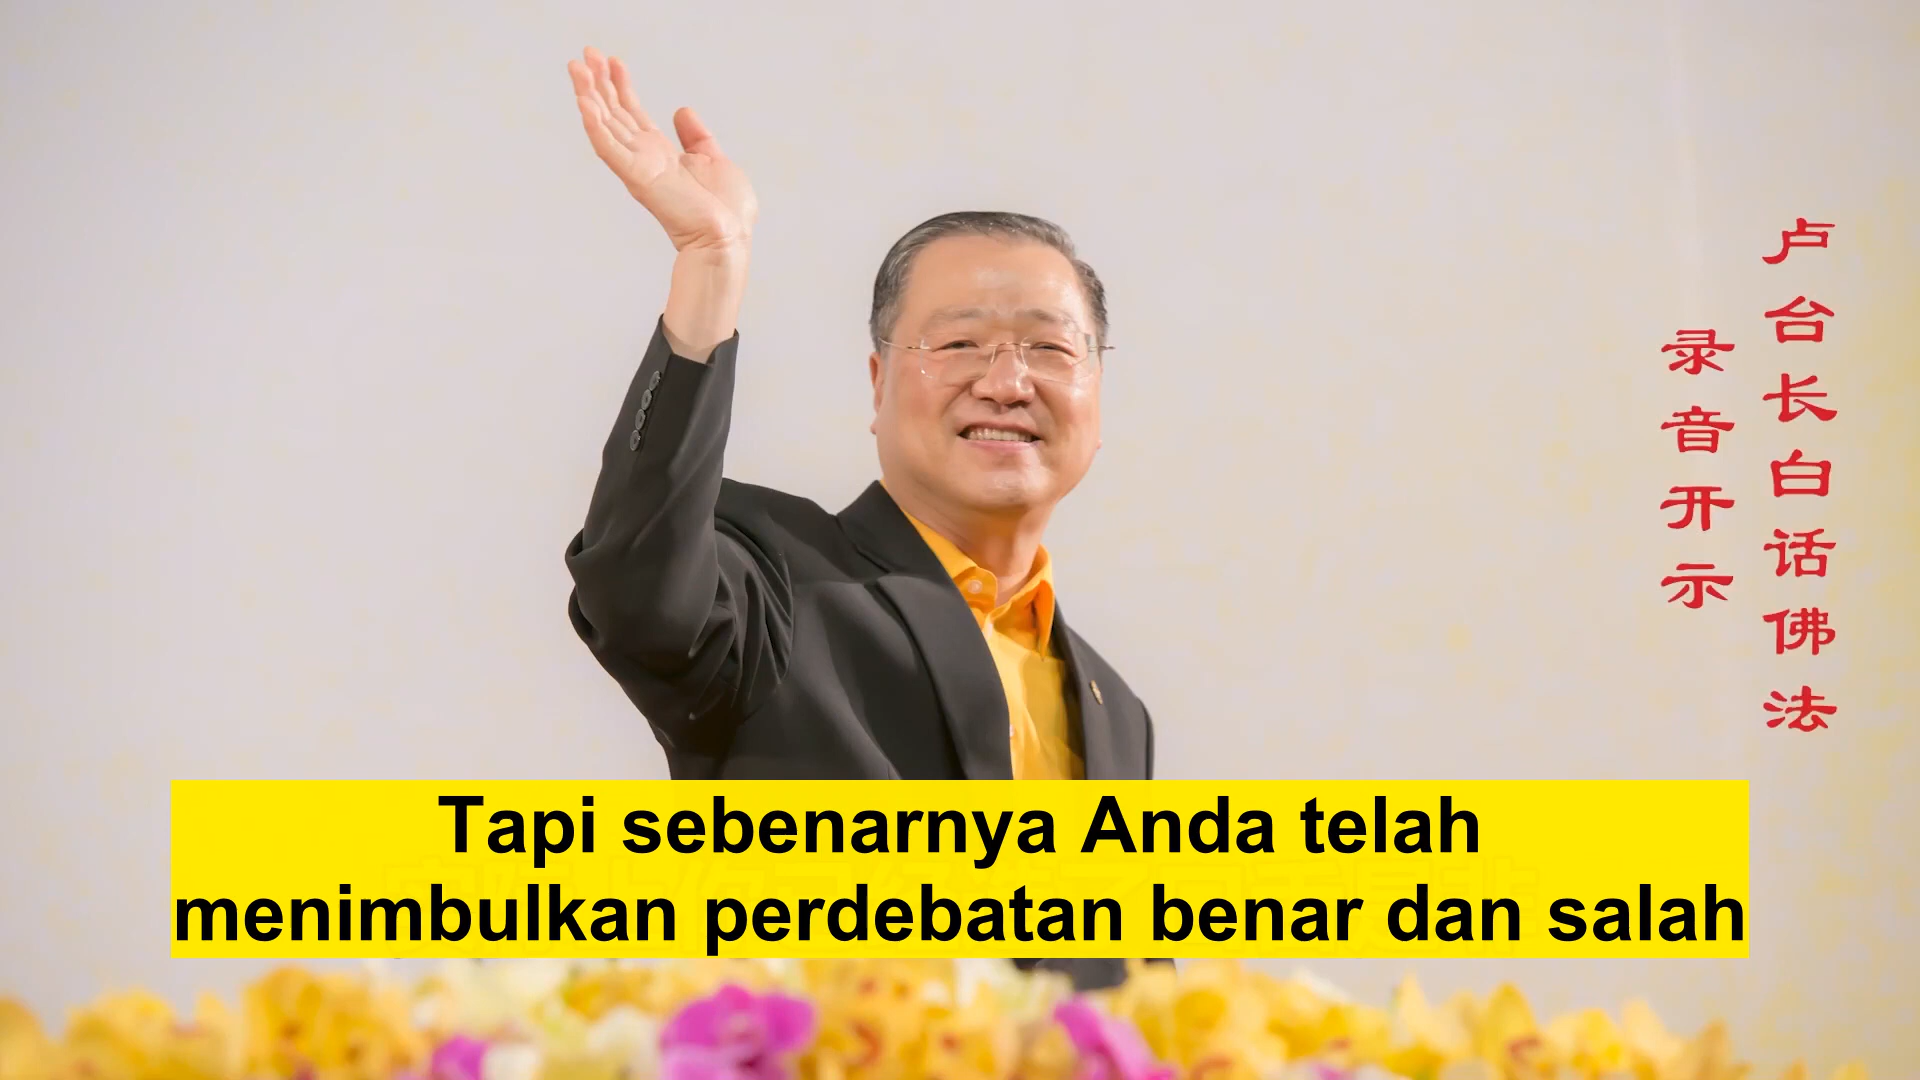 卢台长白话佛法
录音开示
Tapi sebenarnya Anda telah
menimbulkan perdebatan benar dan salah